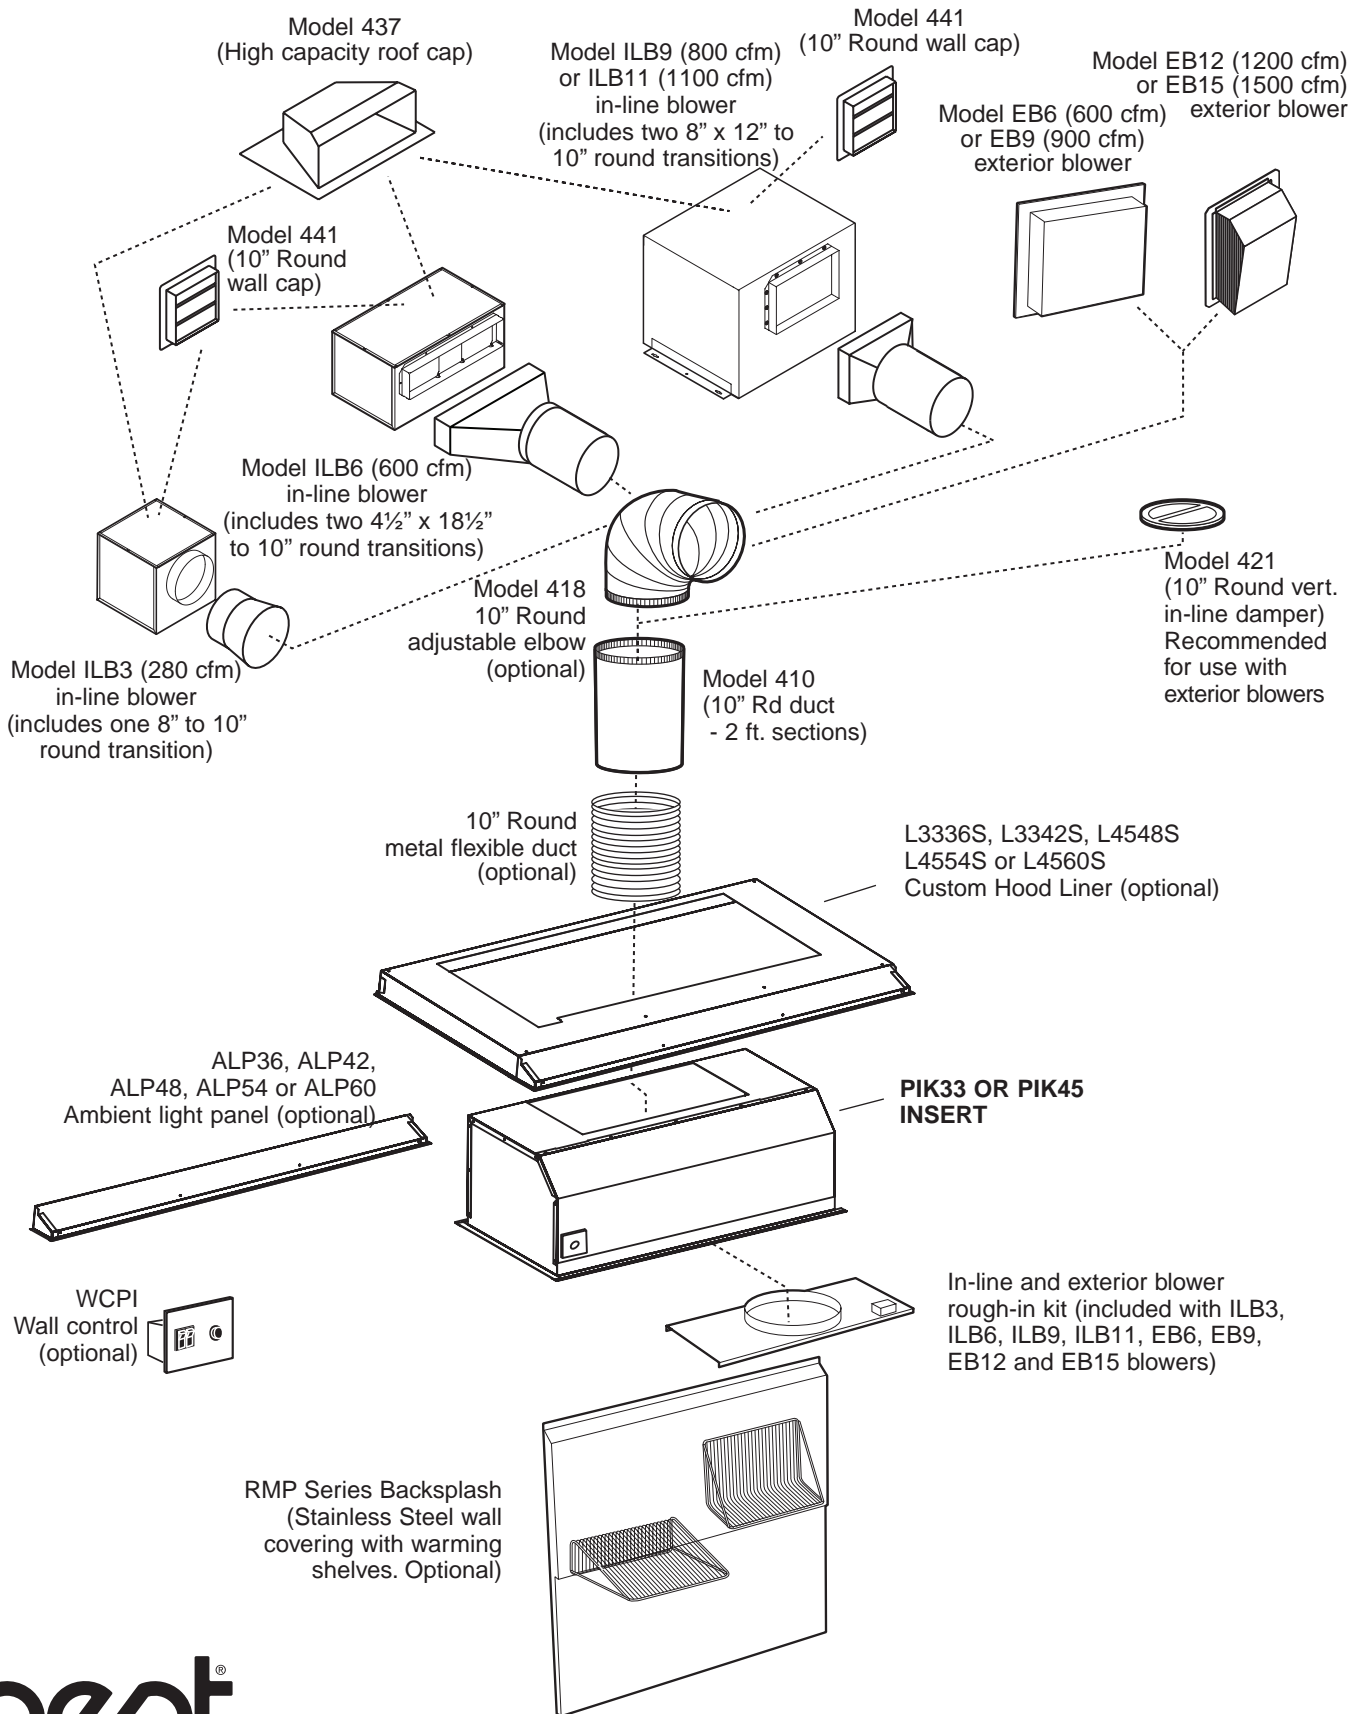 Model 437
(High capacity roof cap)
Model ILB9 (800 cfm)
or ILB11 (1100 cfm)
in-line blower
(includes two 8” x 12” to
10” round transitions)
Model 441
(10” Round wall cap)
Model EB12 (1200 cfm)
or EB15 (1500 cfm)
exterior blower
Model EB6 (600 cfm)
or EB9 (900 cfm)
exterior blower
Model 441
(10” Round
wall cap)
Model ILB6 (600 cfm)
in-line blower
(includes two 4½” x 18½”
to 10” round transitions)
Model 418
10” Round
adjustable elbow
(optional)
Model 421
(10” Round vert.
in-line damper)
Recommended
for use with
exterior blowers
Model ILB3 (280 cfm)
in-line blower
(includes one 8” to 10”
round transition)
Model 410
(10” Rd duct
- 2 ft. sections)
10” Round
metal flexible duct
(optional)
L3336S, L3342S, L4548S
L4554S or L4560S
Custom Hood Liner (optional)
ALP36, ALP42,
ALP48, ALP54 or ALP60
Ambient light panel (optional)
PIK33 OR PIK45
INSERT
WCPI
Wall control
(optional)
In-line and exterior blower
rough-in kit (included with ILB3,
ILB6, ILB9, ILB11, EB6, EB9,
EB12 and EB15 blowers)
RMP Series Backsplash
(Stainless Steel wall
covering with warming
shelves. Optional)
®